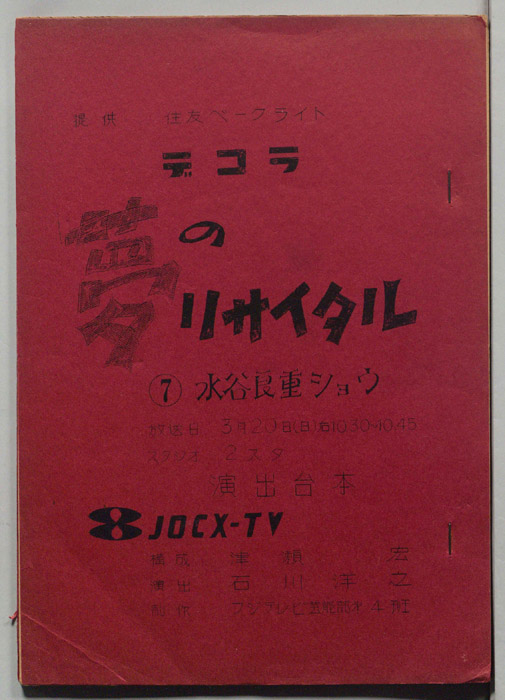 提供 住友ベークライト
デコラ
夢の
リサイタル
⑦ 水谷良重ショウ
放送日 3月20日(日)后10.30-10.45
スタジオ 2スタ
演出台本
8 JOCX-TV
構成 津瀬 宏
演出 石川洋之
制作 フジテレビ芸能部